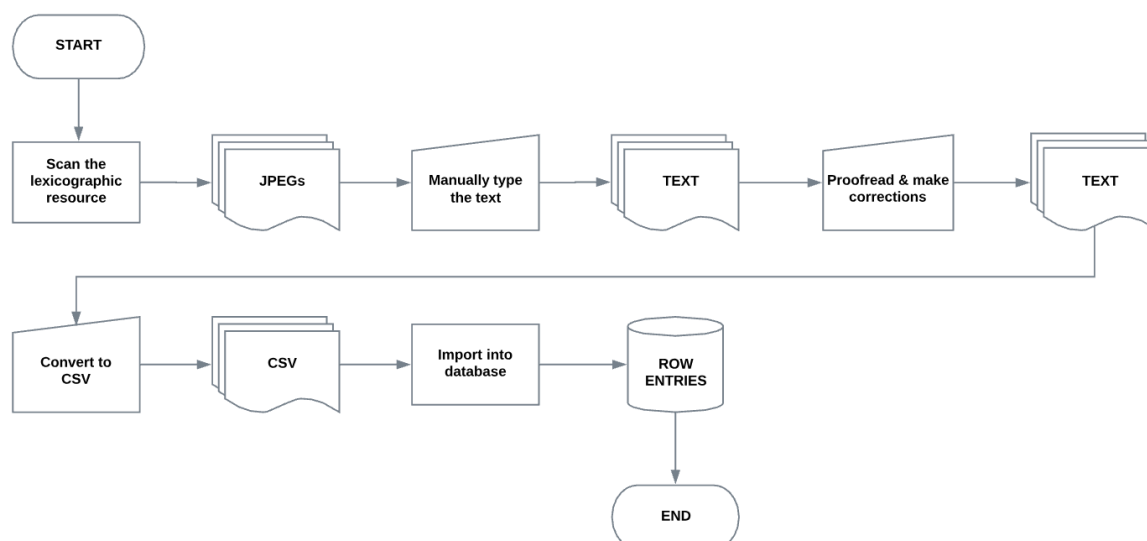 START
Scan the
lexicographic
resource
JPEGs
Manually type
the text
TEXT
Proofread & make
corrections
TEXT
Convert to
CSV
CSV
Import into
database
ROW
ENTRIES
END